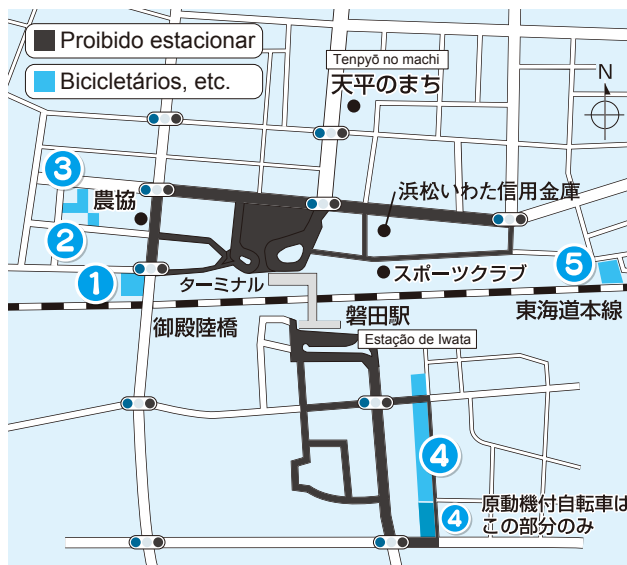 Proibido estacionar
Bicicletários, etc.
Tenpyō no machi
天平のまち
N
3
農協
浜松いわた信用金庫
2
1
ターミナル
スポーツクラブ
5
御殿陸橋
磐田駅
東海道本線
Estação de Iwata
4
4
原動機付自転車は
この部分のみ